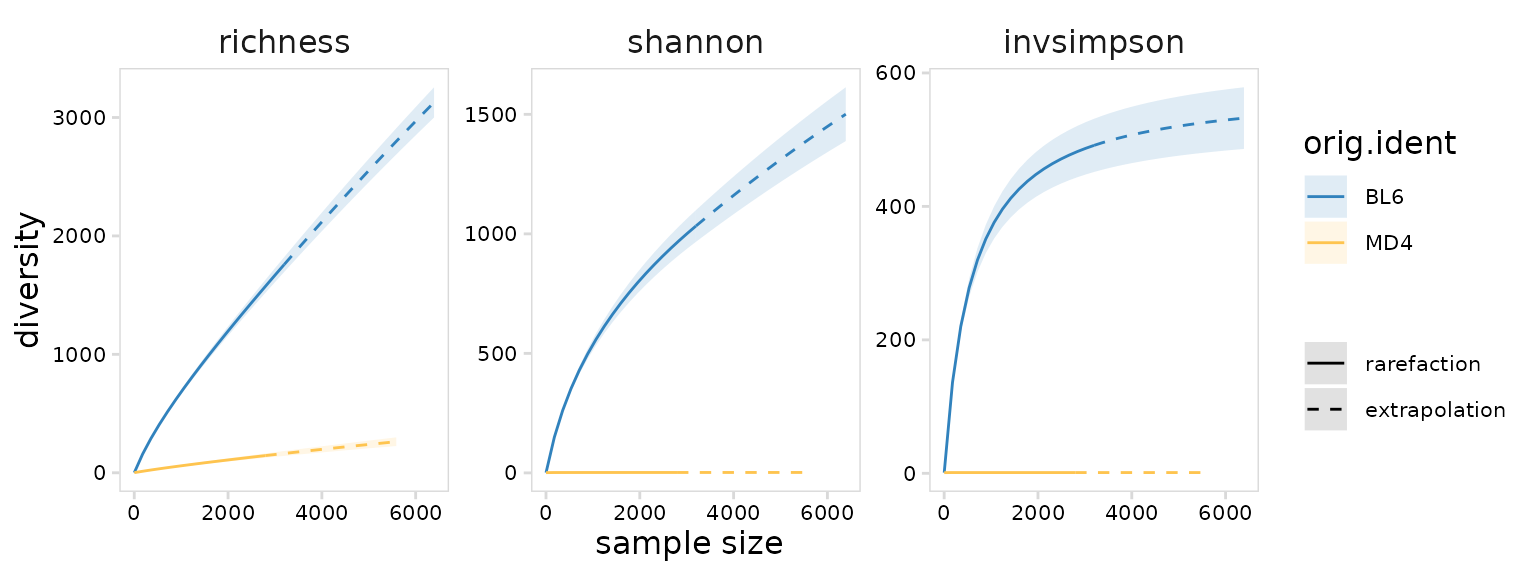 richness
shannon
invsimpson
diversity
3000
2000
1000
0
1500
1000
500
0
600
400
200
0
0 2000 4000 6000
0 2000 4000 6000
0 2000 4000 6000
sample size
orig.ident
BL6
MD4
rarefaction
extrapolation